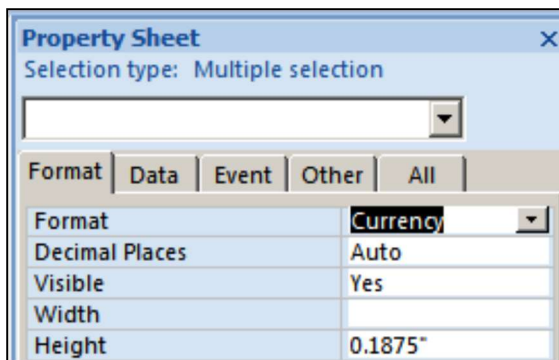 Property Sheet
Selection type: Multiple selection
Format Data Event Other All
Format Currency
Decimal Places Auto
Visible Yes
Width
Height 0.1875"